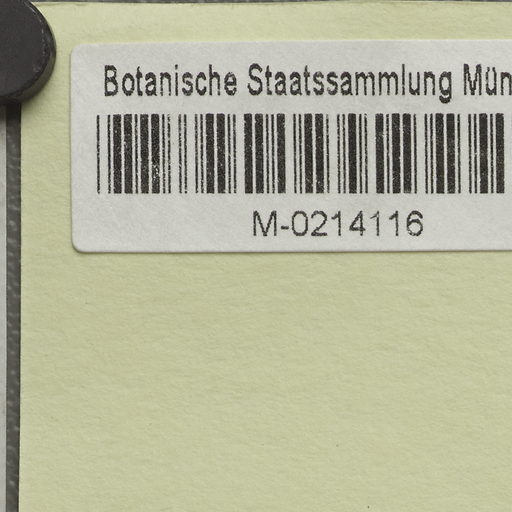 Botanische Staatssammlung Mün
M-0214116